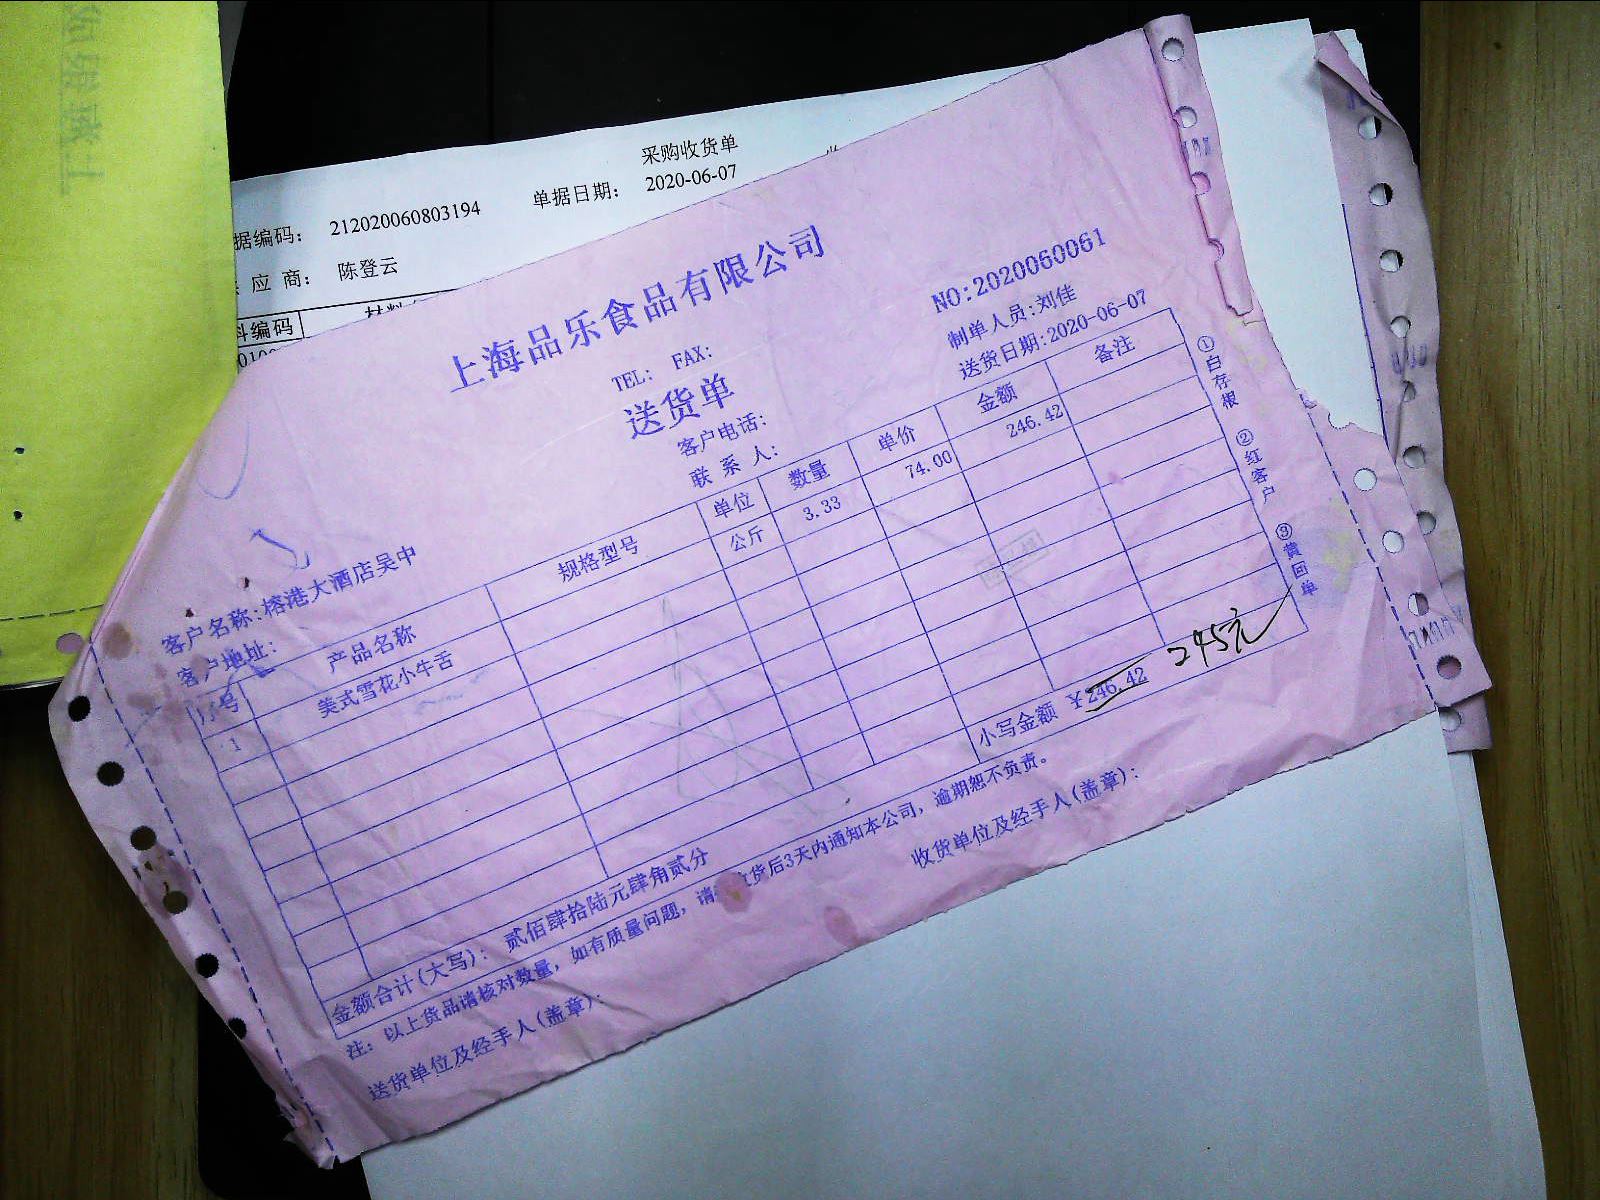 采购收货单
据编码： 212020060803194 单据日期： 2020-06-07
应 商： 陈登云
料编码
上海品乐食品有限公司
TEL: FAX:
送货单
NO:2020060061
制单人员:刘佳
送货日期:2020-06-07
客户电话:
联 系 人:
客户名称:榕港大酒店吴中
客户地址:
序号 产品名称 规格型号 单位 数量 单价 金额 备注
1 美式雪花小牛舌 公斤 3.33 74.00 246.42
金额合计(大写): 贰佰肆拾陆元肆角贰分 小写金额 ￥246.42 245元
注: 以上货品请核对数量, 如有质量问题, 请 收货后3天内通知本公司, 逾期恕不负责。
送货单位及经手人(盖章): 收货单位及经手人(盖章):
①白存根 ②红客户 ③黄回单